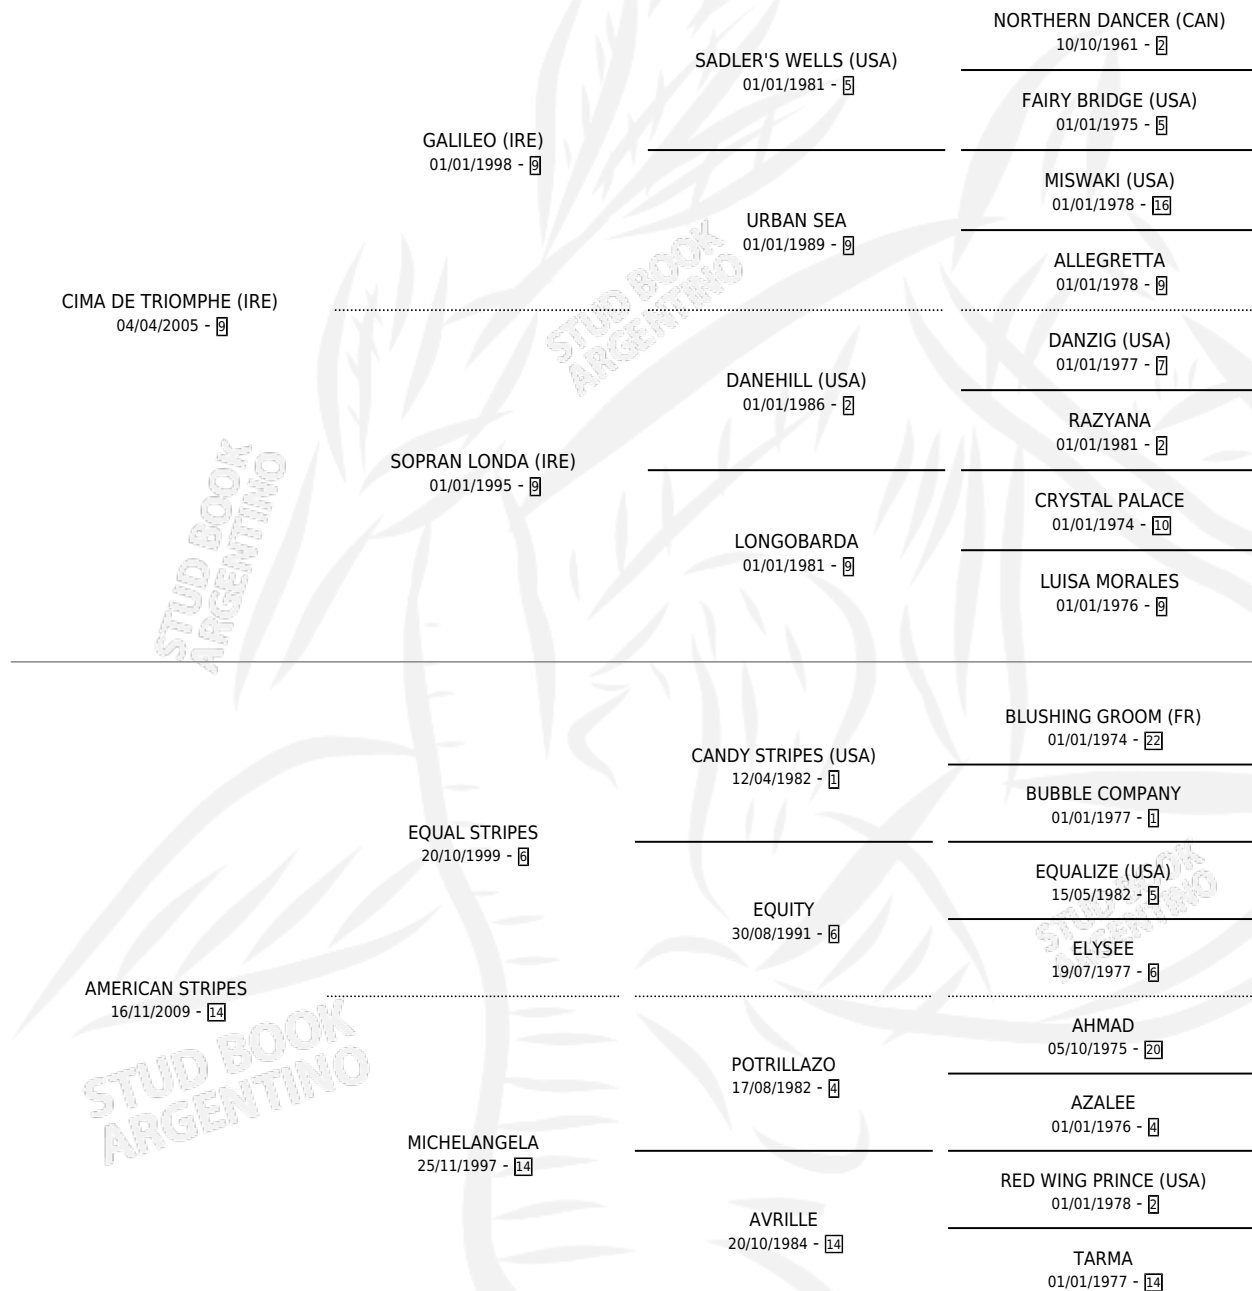 NORTHERN DANCER (CAN)
10/10/1961 - 2
SADLER'S WELLS (USA)
01/01/1981 - 5
FAIRY BRIDGE (USA)
01/01/1975 - 5
GALILEO (IRE)
01/01/1998 - 9
MISWAKI (USA)
01/01/1978 - 16
URBAN SEA
01/01/1989 - 9
ALLEGRETTA
01/01/1978 - 9
CIMA DE TRIOMPHE (IRE)
04/04/2005 - 9
STUD BOOK
ARGENTINO
DANZIG (USA)
01/01/1977 - 7
DANEHILL (USA)
01/01/1986 - 2
RAZYANA
01/01/1981 - 2
SOPRAN LONDA (IRE)
01/01/1995 - 9
CRYSTAL PALACE
01/01/1974 - 10
LONGOBARDA
01/01/1981 - 9
LUISA MORALES
01/01/1976 - 9
STUD BOOK
ARGENTINO
BLUSHING GROOM (FR)
01/01/1974 - 22
CANDY STRIPES (USA)
12/04/1982 - 1
BUBBLE COMPANY
01/01/1977 - 1
EQUAL STRIPES
20/10/1999 - 6
EQUALIZE (USA)
15/05/1982 - 5
EQUITY
30/08/1991 - 6
ELYSEE
19/07/1977 - 6
STUD BOOK
ARGENTINO
AMERICAN STRIPES
16/11/2009 - 14
AHMAD
05/10/1975 - 20
POTRILLAZO
17/08/1982 - 4
AZALEE
01/01/1976 - 4
STUD BOOK
ARGENTINO
MICHELANGELA
25/11/1997 - 14
RED WING PRINCE (USA)
01/01/1978 - 2
AVRILLE
20/10/1984 - 14
TARMA
01/01/1977 - 14